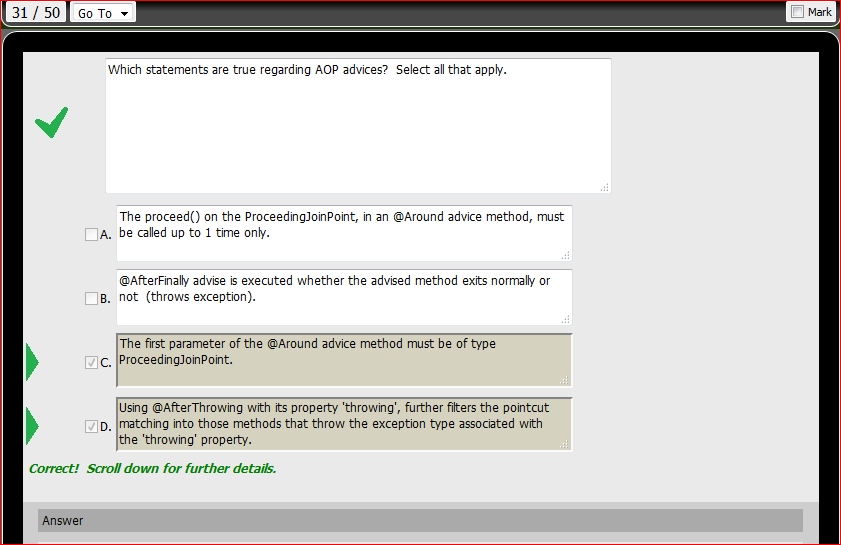 31 / 50 Go To Mark
Which statements are true regarding AOP advices?  Select all that apply.
A. The proceed() on the ProceedingJoinPoint, in an @Around advice method, must
be called up to 1 time only.
B. @AfterFinally advise is executed whether the advised method exits normally or
not  (throws exception).
C. The first parameter of the @Around advice method must be of type
ProceedingJoinPoint.
D. Using @AfterThrowing with its property 'throwing', further filters the pointcut
matching into those methods that throw the exception type associated with
the 'throwing' property.
Correct!  Scroll down for further details.
Answer